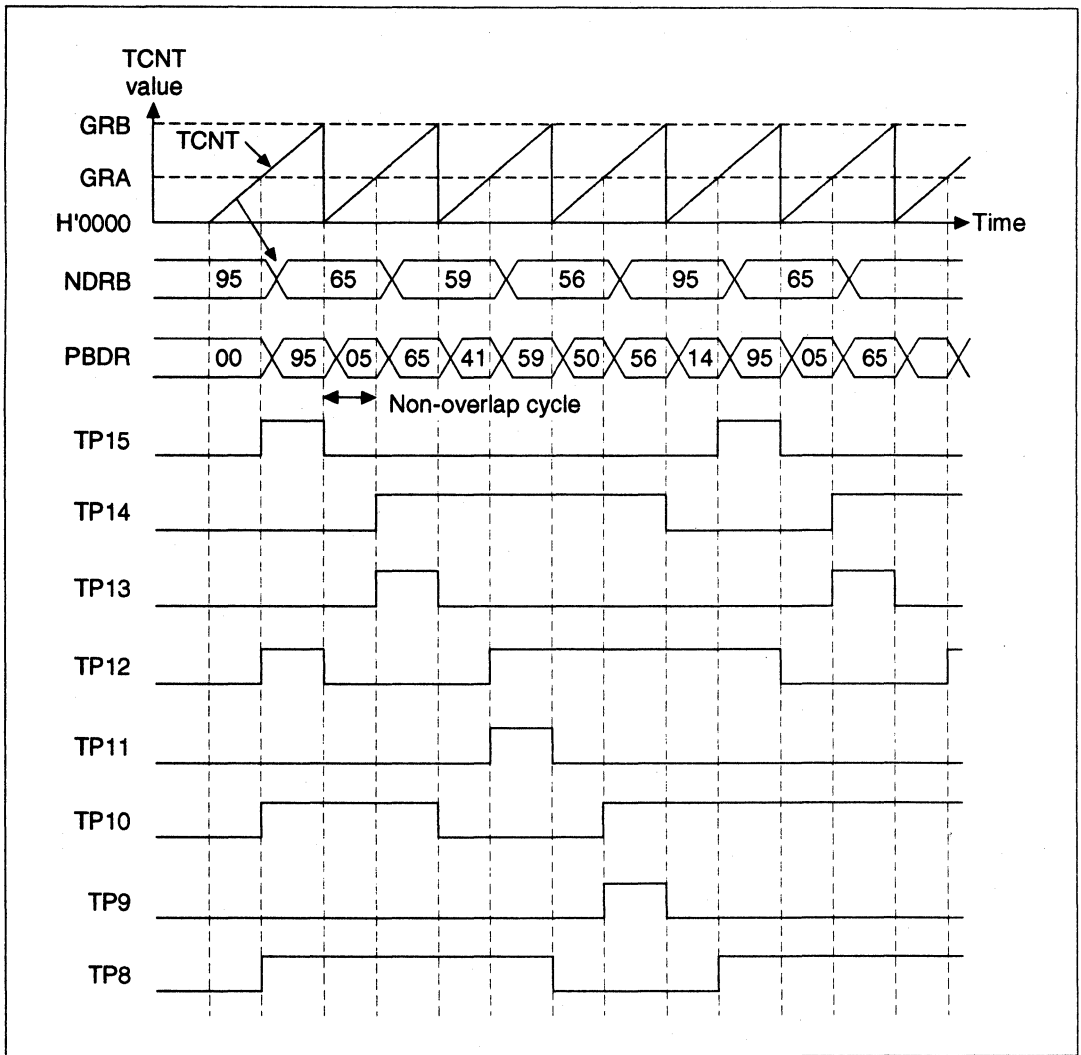 TCNT
value
GRB
TCNT
GRA
H'0000
Time
NDRB 95 65 59 56 95 65
PBDR 00 95 05 65 41 59 50 56 14 95 05 65
Non-overlap cycle
TP15
TP14
TP13
TP12
TP11
TP10
TP9
TP8